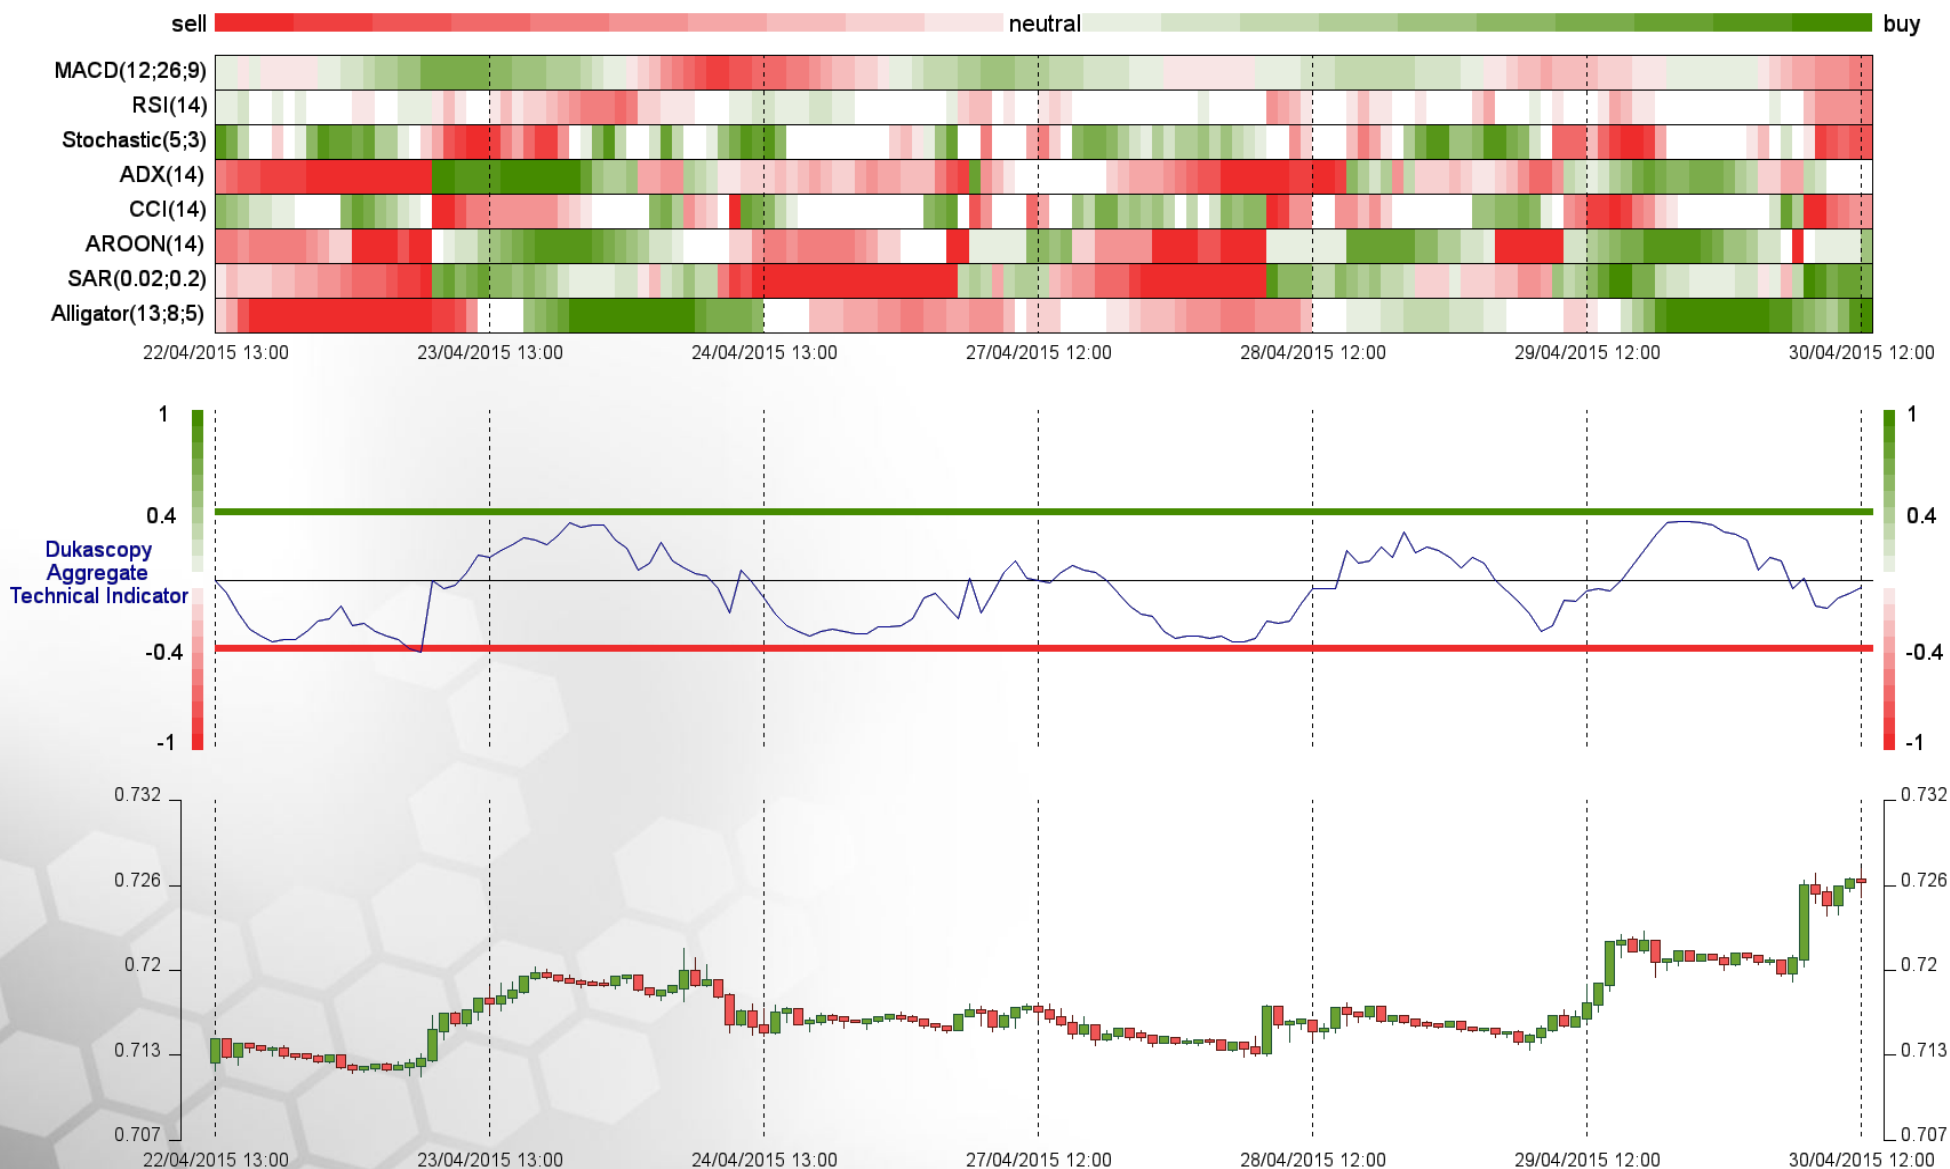 sell neutral buy
MACD(12;26;9)
RSI(14)
Stochastic(5;3)
ADX(14)
CCI(14)
AROON(14)
SAR(0.02;0.2)
Alligator(13;8;5)
22/04/2015 13:00 23/04/2015 13:00 24/04/2015 13:00 27/04/2015 12:00 28/04/2015 12:00 29/04/2015 12:00 30/04/2015 12:00
1 1
0.4 0.4
Dukascopy
Aggregate
Technical Indicator
-0.4 -0.4
-1 -1
0.732 0.732
0.726 0.726
0.72 0.72
0.713 0.713
0.707 0.707
22/04/2015 13:00 23/04/2015 13:00 24/04/2015 13:00 27/04/2015 12:00 28/04/2015 12:00 29/04/2015 12:00 30/04/2015 12:00